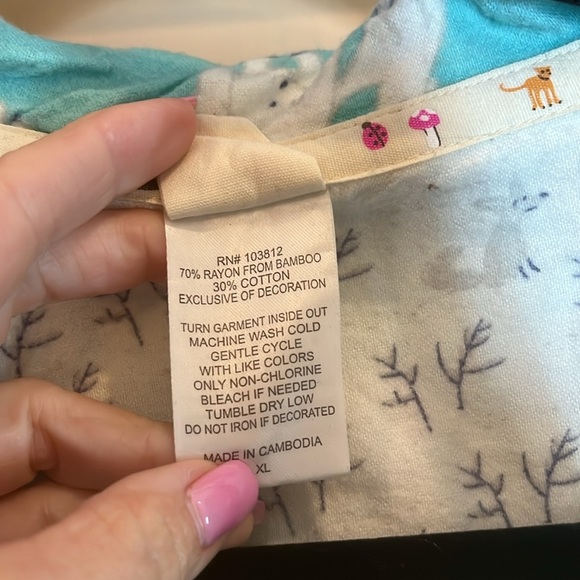 RN# 103812
70% RAYON FROM BAMBOO
30% COTTON
EXCLUSIVE OF DECORATION
TURN GARMENT INSIDE OUT
MACHINE WASH COLD
GENTLE CYCLE
WITH LIKE COLORS
ONLY NON-CHLORINE
BLEACH IF NEEDED
TUMBLE DRY LOW
DO NOT IRON IF DECORATED
MADE IN CAMBODIA
XL